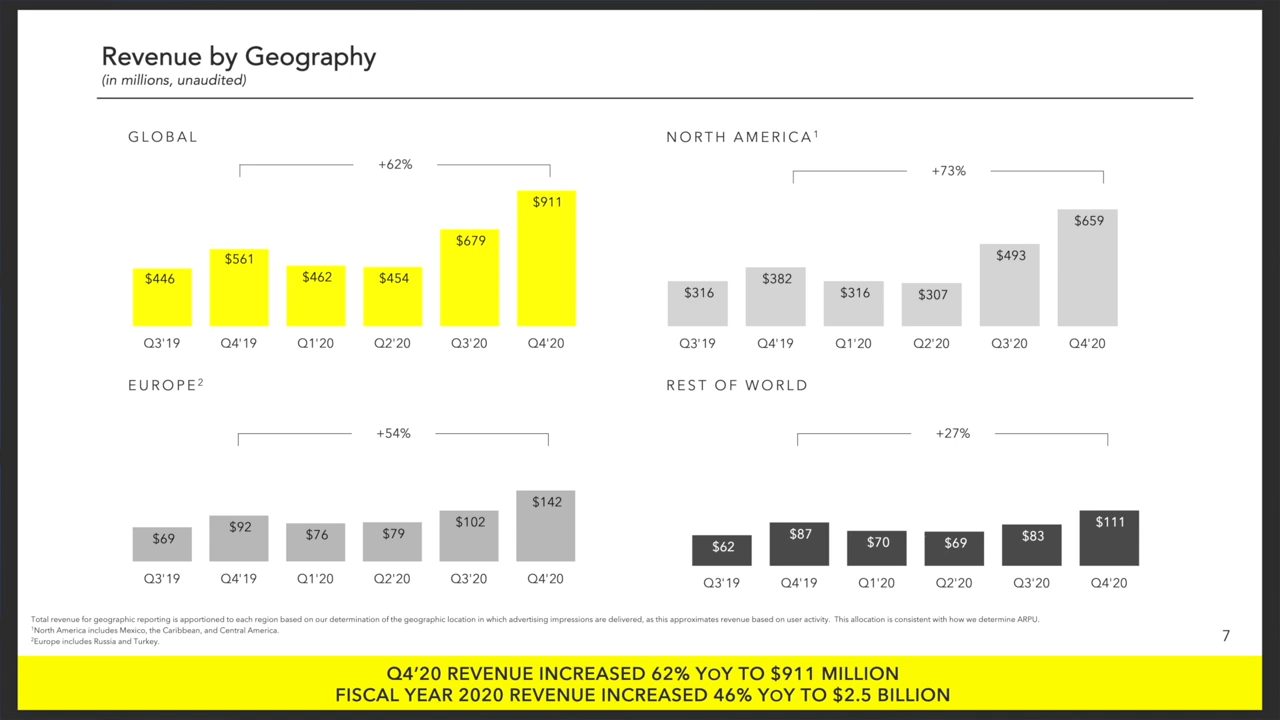 Revenue by Geography
(in millions, unaudited)
GLOBAL
+62%
$446
$561
$462
$454
$679
$911
Q3'19 Q4'19 Q1'20 Q2'20 Q3'20 Q4'20
NORTH AMERICA¹
+73%
$316
$382
$316
$307
$493
$659
Q3'19 Q4'19 Q1'20 Q2'20 Q3'20 Q4'20
EUROPE²
+54%
$69
$92
$76
$79
$102
$142
Q3'19 Q4'19 Q1'20 Q2'20 Q3'20 Q4'20
REST OF WORLD
+27%
$62
$87
$70
$69
$83
$111
Q3'19 Q4'19 Q1'20 Q2'20 Q3'20 Q4'20
Total revenue for geographic reporting is apportioned to each region based on our determination of the geographic location in which advertising impressions are delivered, as this approximates revenue based on user activity. This allocation is consistent with how we determine ARPU.
¹North America includes Mexico, the Caribbean, and Central America.
²Europe includes Russia and Turkey.
7
Q4’20 REVENUE INCREASED 62% YOY TO $911 MILLION
FISCAL YEAR 2020 REVENUE INCREASED 46% YOY TO $2.5 BILLION